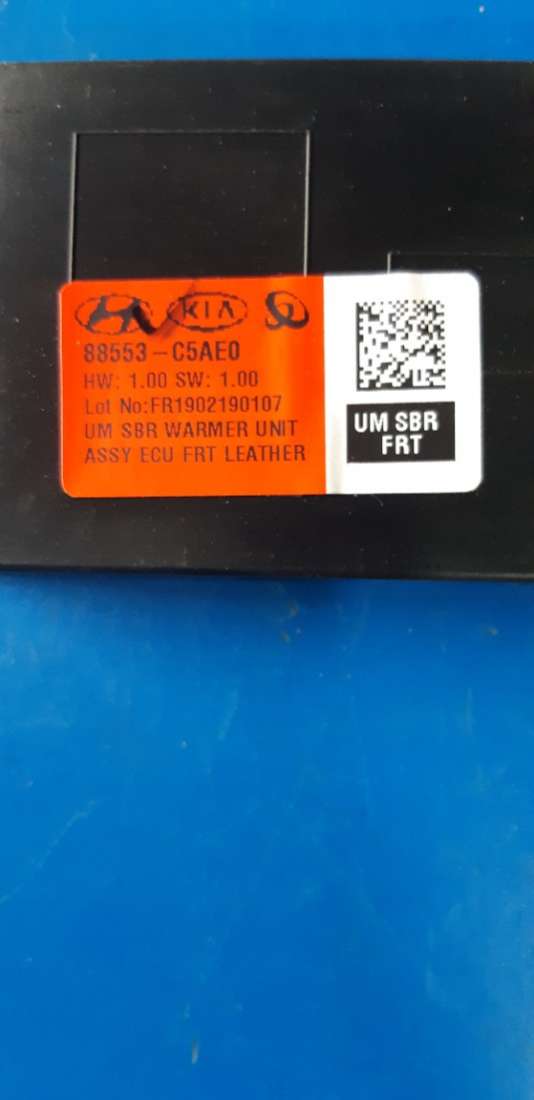 KIA
88553-C5AE0
HW: 1.00 SW: 1.00
Lot No:FR1902190107
UM SBR WARMER UNIT
ASSY ECU FRT LEATHER
UM SBR
FRT